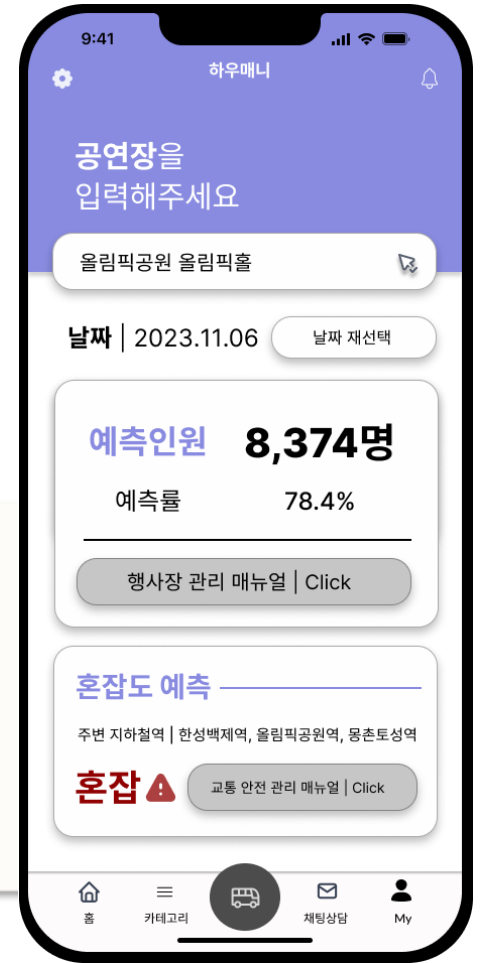 9:41
하우매니
공연장을
입력해주세요
올림픽공원 올림픽홀
날짜 | 2023.11.06 날짜 재선택
예측인원 8,374명
예측률 78.4%
행사장 관리 매뉴얼 | Click
혼잡도 예측
주변 지하철역 | 한성백제역, 올림픽공원역, 몽촌토성역
혼잡 교통 안전 관리 매뉴얼 | Click
홈 카테고리 채팅상담 My